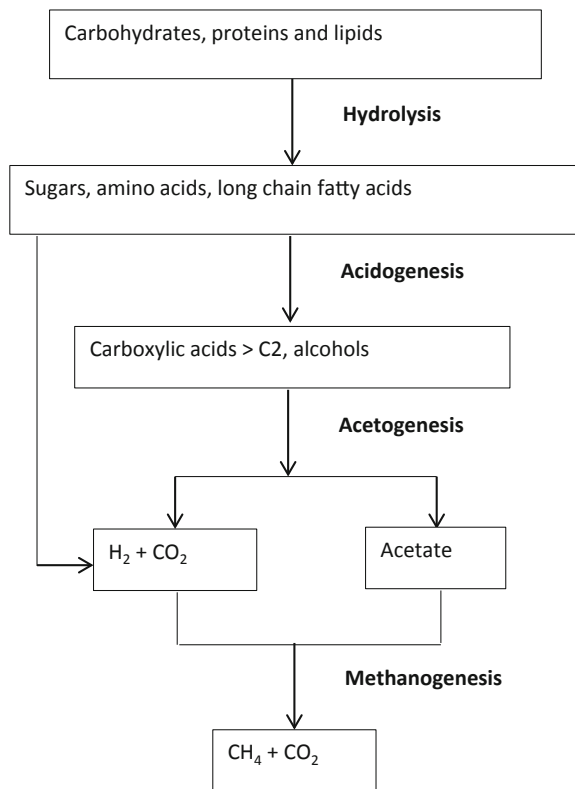 Carbohydrates, proteins and lipids
Hydrolysis
Sugars, amino acids, long chain fatty acids
Acidogenesis
Carboxylic acids > C2, alcohols
Acetogenesis
H₂ + CO₂
Acetate
Methanogenesis
CH₄ + CO₂